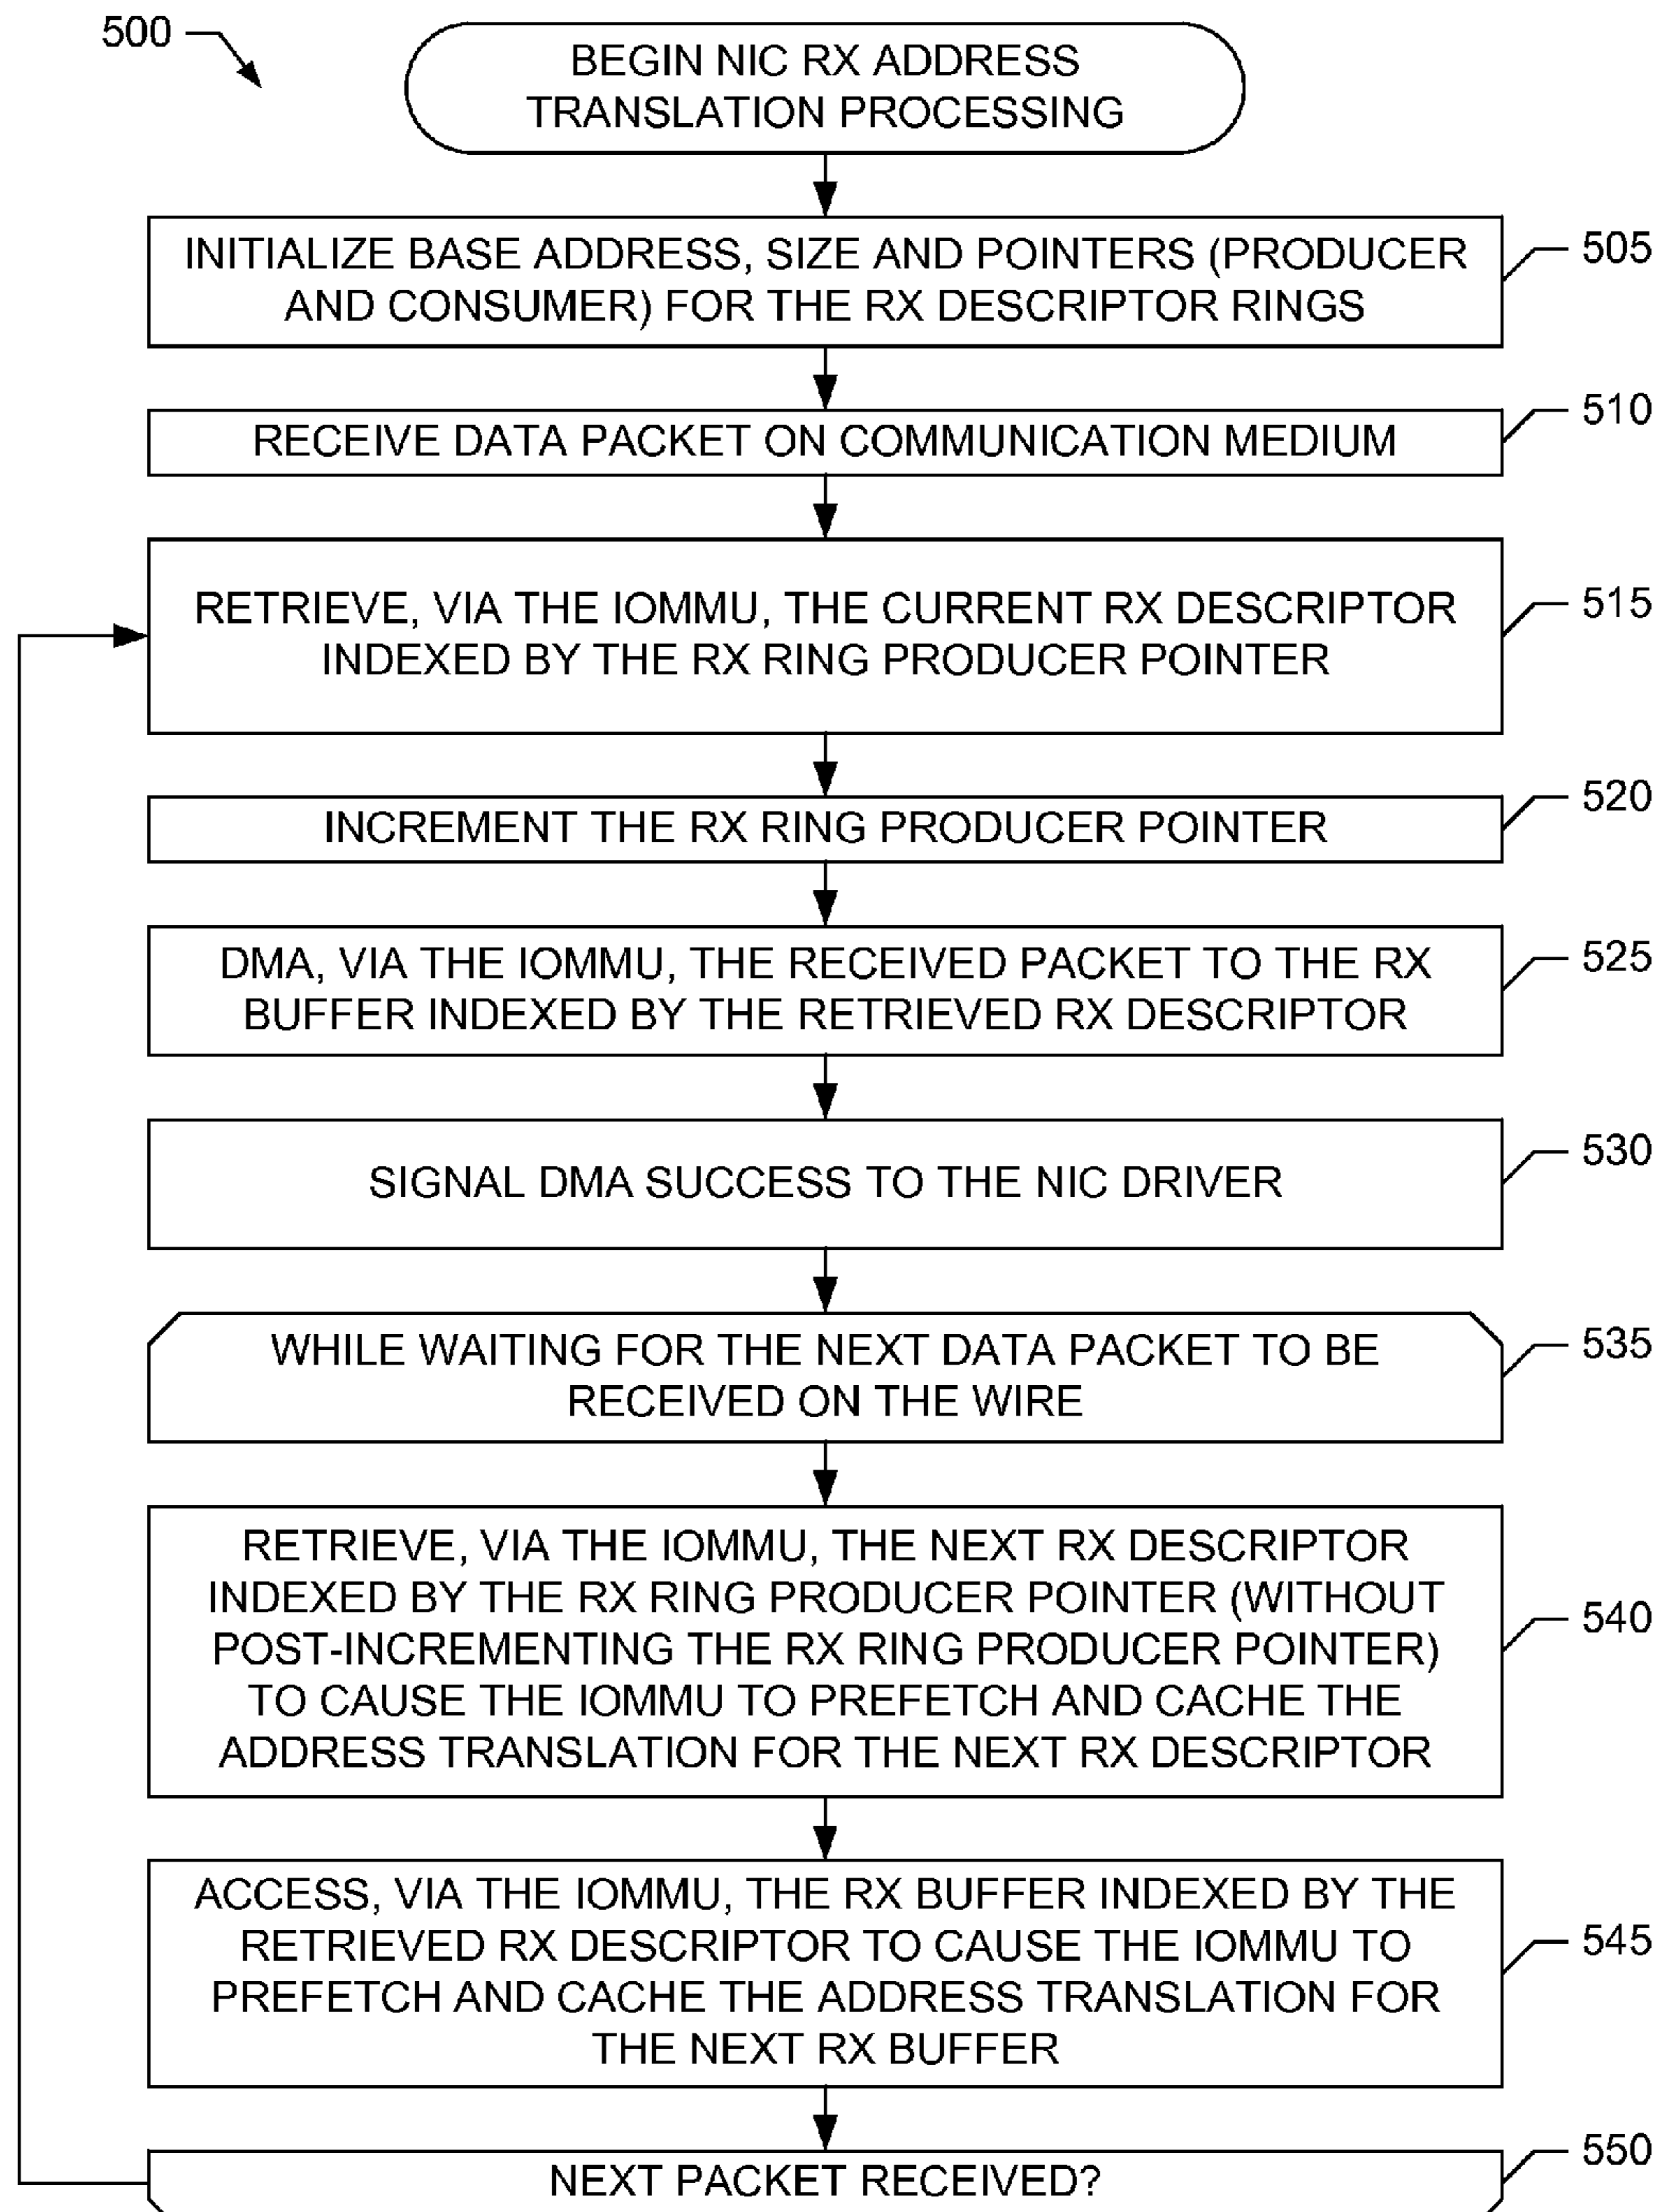 500
BEGIN NIC RX ADDRESS
TRANSLATION PROCESSING
INITIALIZE BASE ADDRESS, SIZE AND POINTERS (PRODUCER
AND CONSUMER) FOR THE RX DESCRIPTOR RINGS
505
RECEIVE DATA PACKET ON COMMUNICATION MEDIUM
510
RETRIEVE, VIA THE IOMMU, THE CURRENT RX DESCRIPTOR
INDEXED BY THE RX RING PRODUCER POINTER
515
INCREMENT THE RX RING PRODUCER POINTER
520
DMA, VIA THE IOMMU, THE RECEIVED PACKET TO THE RX
BUFFER INDEXED BY THE RETRIEVED RX DESCRIPTOR
525
SIGNAL DMA SUCCESS TO THE NIC DRIVER
530
WHILE WAITING FOR THE NEXT DATA PACKET TO BE
RECEIVED ON THE WIRE
535
RETRIEVE, VIA THE IOMMU, THE NEXT RX DESCRIPTOR
INDEXED BY THE RX RING PRODUCER POINTER (WITHOUT
POST-INCREMENTING THE RX RING PRODUCER POINTER)
TO CAUSE THE IOMMU TO PREFETCH AND CACHE THE
ADDRESS TRANSLATION FOR THE NEXT RX DESCRIPTOR
540
ACCESS, VIA THE IOMMU, THE RX BUFFER INDEXED BY THE
RETRIEVED RX DESCRIPTOR TO CAUSE THE IOMMU TO
PREFETCH AND CACHE THE ADDRESS TRANSLATION FOR
THE NEXT RX BUFFER
545
NEXT PACKET RECEIVED?
550